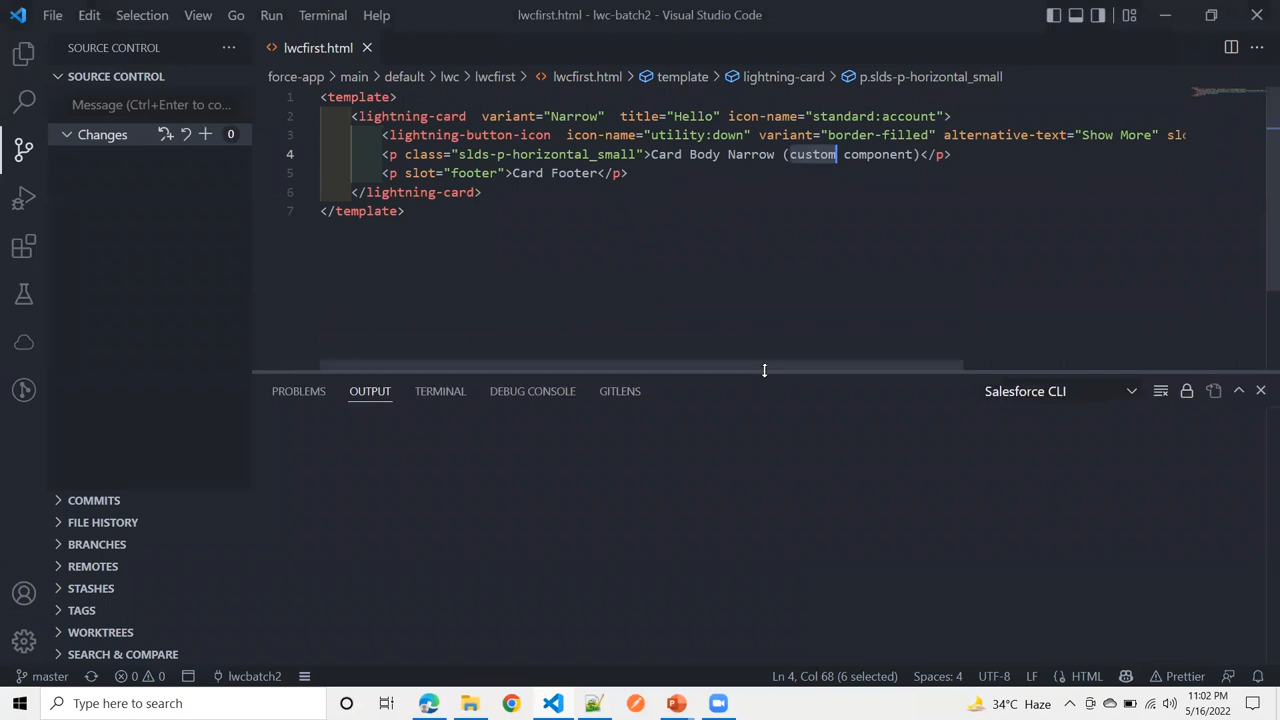 File Edit Selection View Go Run Terminal Help
lwcfirst.html - lwc-batch2 - Visual Studio Code
SOURCE CONTROL
lwcfirst.html
SOURCE CONTROL
force-app > main > default > lwc > lwcfirst > lwcfirst.html > template > lightning-card > p.slds-p-horizontal_small
Message (Ctrl+Enter to co...
Changes 0
1 <template>
2 <lightning-card  variant="Narrow"  title="Hello" icon-name="standard:account">
3 <lightning-button-icon  icon-name="utility:down" variant="border-filled" alternative-text="Show More" slo
4 <p class="slds-p-horizontal_small">Card Body Narrow (custom component)</p>
5 <p slot="footer">Card Footer</p>
6 </lightning-card>
7 </template>
PROBLEMS OUTPUT TERMINAL DEBUG CONSOLE GITLENS
Salesforce CLI
COMMITS
FILE HISTORY
BRANCHES
REMOTES
STASHES
TAGS
WORKTREES
SEARCH & COMPARE
master 0 0 lwcbatch2
Ln 4, Col 68 (6 selected) Spaces: 4 UTF-8 LF HTML Prettier
Type here to search
34°C Haze
11:02 PM
5/16/2022